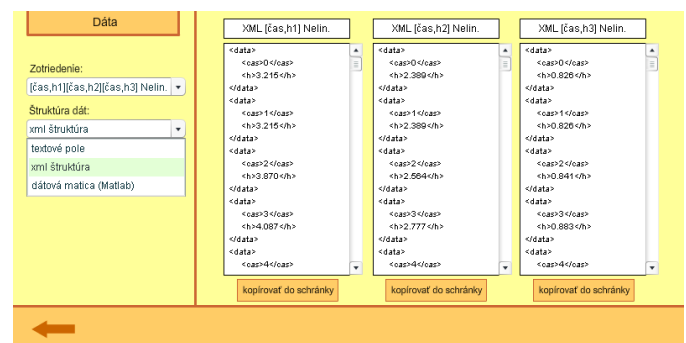 Dáta
Zotriedenie:
[čas,h1][čas,h2][čas,h3] Nelin.
Štruktúra dát:
xml štruktúra
textové pole
xml štruktúra
dátová matica (Matlab)
XML [čas,h1] Nelin.
<data>
<cas>0</cas>
<h>3.215</h>
</data>
<data>
<cas>1</cas>
<h>3.215</h>
</data>
<data>
<cas>2</cas>
<h>3.870</h>
</data>
<data>
<cas>3</cas>
<h>4.087</h>
</data>
<data>
<cas>4</cas>
kopírovať do schránky
XML [čas,h2] Nelin.
<data>
<cas>0</cas>
<h>2.389</h>
</data>
<data>
<cas>1</cas>
<h>2.389</h>
</data>
<data>
<cas>2</cas>
<h>2.564</h>
</data>
<data>
<cas>3</cas>
<h>2.777</h>
</data>
<data>
<cas>4</cas>
kopírovať do schránky
XML [čas,h3] Nelin.
<data>
<cas>0</cas>
<h>0.826</h>
</data>
<data>
<cas>1</cas>
<h>0.826</h>
</data>
<data>
<cas>2</cas>
<h>0.841</h>
</data>
<data>
<cas>3</cas>
<h>0.883</h>
</data>
<data>
<cas>4</cas>
kopírovať do schránky